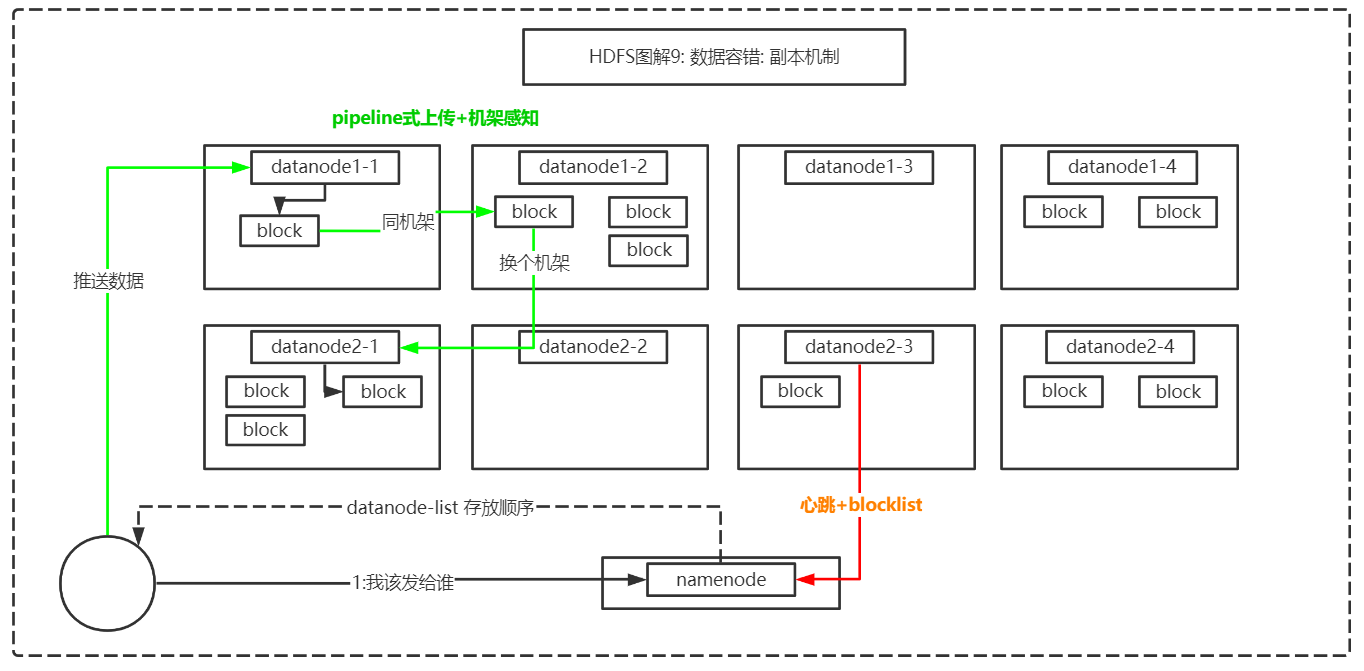 HDFS图解9: 数据容错: 副本机制
pipeline式上传+机架感知
datanode1-1
block
同机架
datanode1-2
block
block
block
换个机架
datanode1-3
datanode1-4
block
block
推送数据
datanode2-1
block
block
block
datanode2-2
datanode2-3
block
datanode2-4
block
block
心跳+blocklist
datanode-list 存放顺序
1:我该发给谁
namenode